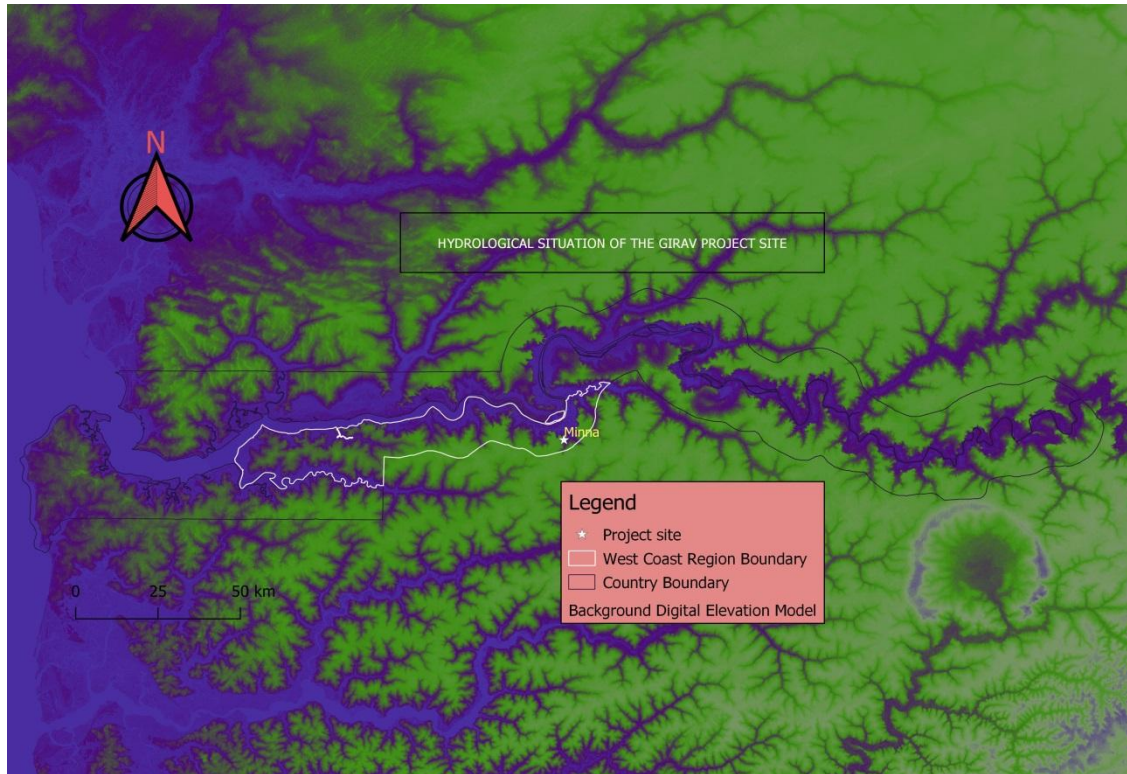 N
HYDROLOGICAL SITUATION OF THE GIRAV PROJECT SITE
Minna
Legend
Project site
West Coast Region Boundary
Country Boundary
Background Digital Elevation Model
0 25 50 km